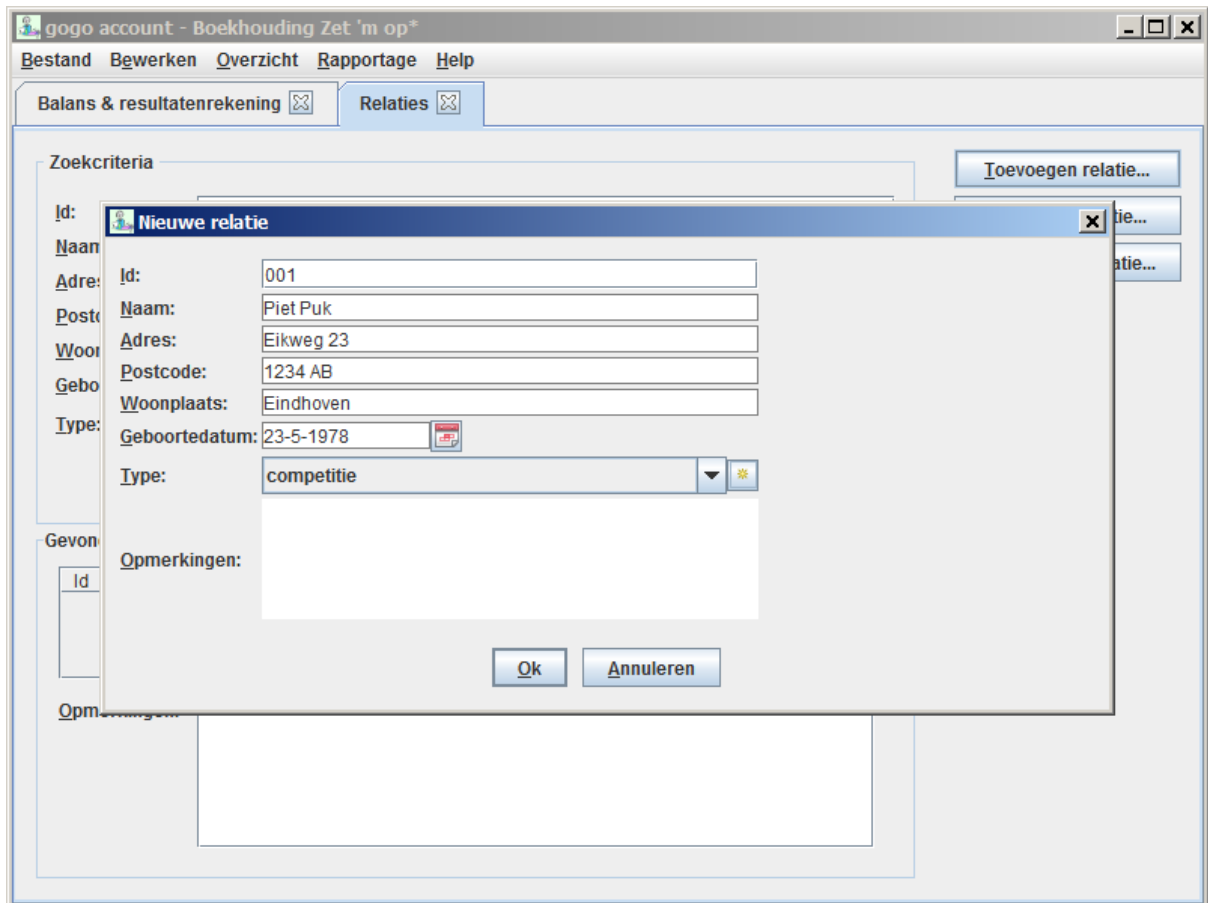 gogo account - Boekhouding Zet 'm op*
Bestand Bewerken Overzicht Rapportage Help
Balans & resultatenrekening Relaties
Zoekcriteria
Toevoegen relatie...
Id:
Nieuwe relatie
Id: 001
Naam: Piet Puk
Adres: Eikweg 23
Postcode: 1234 AB
Woonplaats: Eindhoven
Geboortedatum: 23-5-1978
Type:
Type: competitie
Opmerkingen:
Id
Ok Annuleren